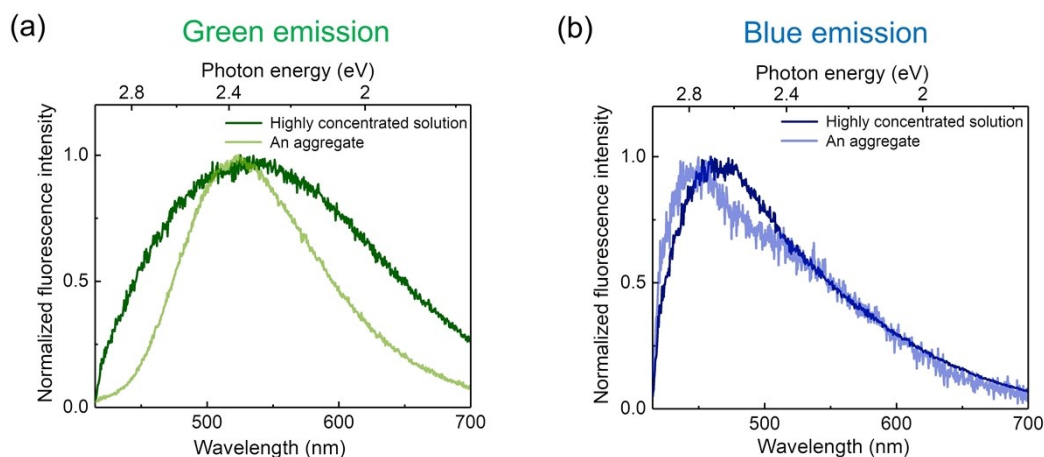 (a)
Green emission
Photon energy (eV)
2.8 2.4 2
Highly concentrated solution
An aggregate
Normalized fluorescence intensity
1.0
0.5
0.0
500 600 700
Wavelength (nm)
(b)
Blue emission
Photon energy (eV)
2.8 2.4 2
Highly concentrated solution
An aggregate
Normalized fluorescence intensity
1.0
0.5
0.0
500 600 700
Wavelength (nm)